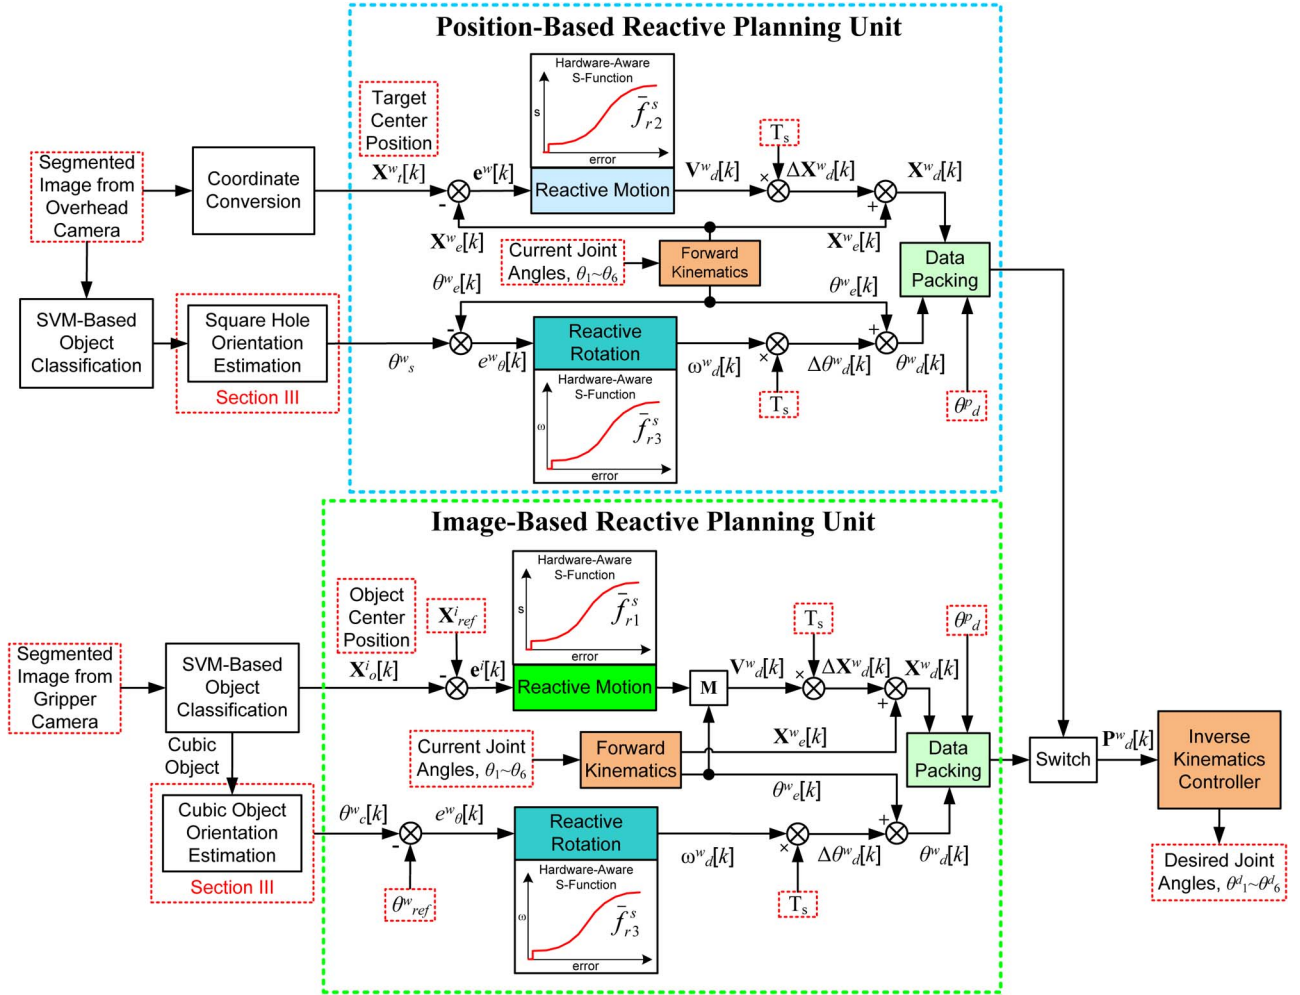 Position-Based Reactive Planning Unit
Hardware-Aware
S-Function
s
f̄ˢᵣ₂
error
Reactive Motion
Target
Center
Position
Segmented
Image from
Overhead
Camera
Coordinate
Conversion
Xʷₜ[k]
-
eʷ[k]
Vʷd[k]
Tₛ
×
ΔXʷd[k]
+
Xʷd[k]
Xʷₑ[k]
Current Joint
Angles, θ₁~θ₆
Forward
Kinematics
Xʷₑ[k]
Data
Packing
θʷₑ[k]
θʷₑ[k]
SVM-Based
Object
Classification
Square Hole
Orientation
Estimation
Section III
θʷₛ
-
eʷθ[k]
Reactive
Rotation
Hardware-Aware
S-Function
ω
f̄ˢᵣ₃
error
ωʷd[k]
×
Tₛ
Δθʷd[k]
+
θʷd[k]
θᵖd
Image-Based Reactive Planning Unit
Hardware-Aware
S-Function
s
f̄ˢᵣ₁
error
Reactive Motion
Object
Center
Position
Xⁱref
Segmented
Image from
Gripper
Camera
SVM-Based
Object
Classification
Xⁱₒ[k]
-
eⁱ[k]
M
Vʷd[k]
Tₛ
×
ΔXʷd[k]
+
Xʷd[k]
θᵖd
Current Joint
Angles, θ₁~θ₆
Forward
Kinematics
Xʷₑ[k]
θʷₑ[k]
Data
Packing
Switch
Pʷd[k]
Inverse
Kinematics
Controller
Desired Joint
Angles, θᵈ₁~θᵈ₆
Cubic
Object
Cubic Object
Orientation
Estimation
Section III
θʷc[k]
-
θʷref
eʷθ[k]
Reactive
Rotation
Hardware-Aware
S-Function
ω
f̄ˢᵣ₃
error
ωʷd[k]
×
Tₛ
Δθʷd[k]
+
θʷd[k]